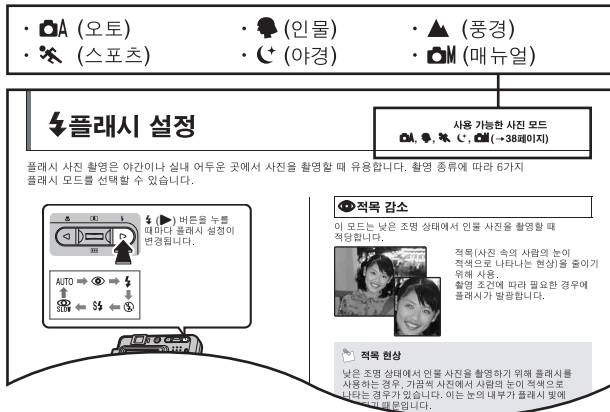 · A (오토) · (인물) · (풍경)
· (스포츠) · (야경) · M (매뉴얼)
플래시 설정
사용 가능한 사진 모드
A, , , , M (→38페이지)
플래시 사진 촬영은 야간이나 실내 어두운 곳에서 사진을 촬영할 때 유용합니다. 촬영 종류에 따라 6가지
플래시 모드를 선택할 수 있습니다.
(▶) 버튼을 누를
때마다 플래시 설정이
변경됩니다.
AUTO ➡ ➡
SLOW ⬅ S ⬅
적목 감소
이 모드는 낮은 조명 상태에서 인물 사진을 촬영할 때
적당합니다.
적목(사진 속의 사람의 눈이
적색으로 나타나는 현상)을 줄이기
위해 사용.
촬영 조건에 따라 필요한 경우에
플래시가 발광합니다.
적목 현상
낮은 조명 상태에서 인물 사진을 촬영하기 위해 플래시를
사용하는 경우, 가끔씩 사진에서 사람의 눈이 적색으로
나타는 경우가 있습니다. 이는 눈의 내부가 플래시 빛에
때문입니다.